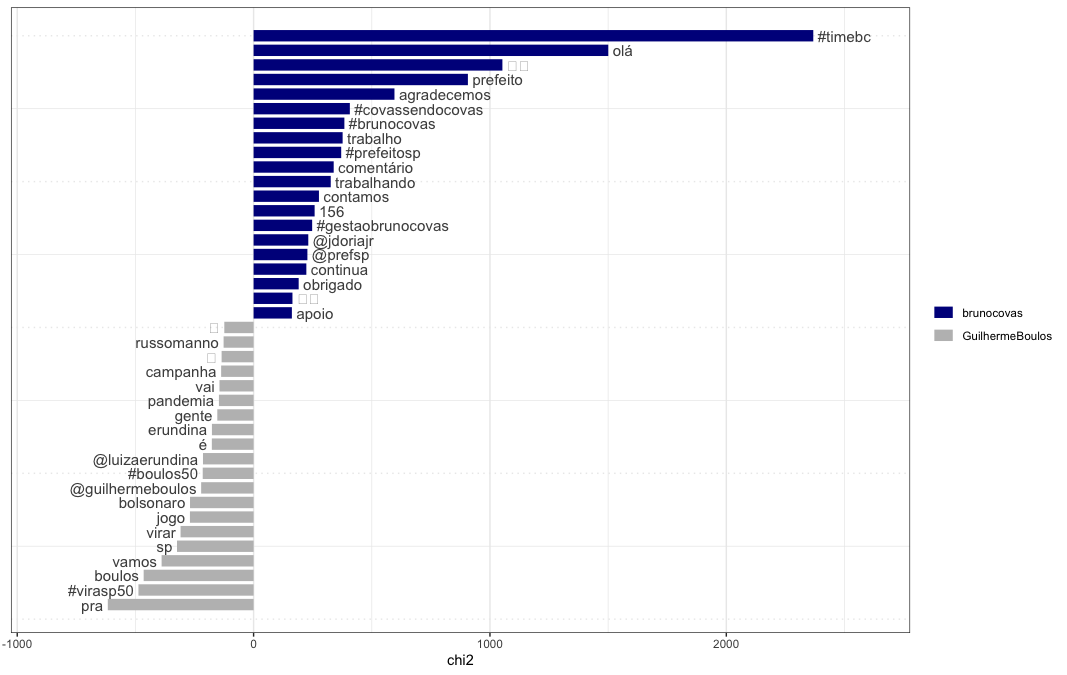 #timebc
olá
prefeito
agradecemos
#covassendocovas
#brunocovas
trabalho
#prefeitosp
comentário
trabalhando
contamos
156
#gestaobrunocovas
@jdoriajr
@prefsp
continua
obrigado
apoio
russomanno
campanha
vai
pandemia
gente
erundina
é
@luizaerundina
#boulos50
@guilhermeboulos
bolsonaro
jogo
virar
sp
vamos
boulos
#virasp50
pra
brunocovas
GuilhermeBoulos
-1000 0 1000 2000
chi2